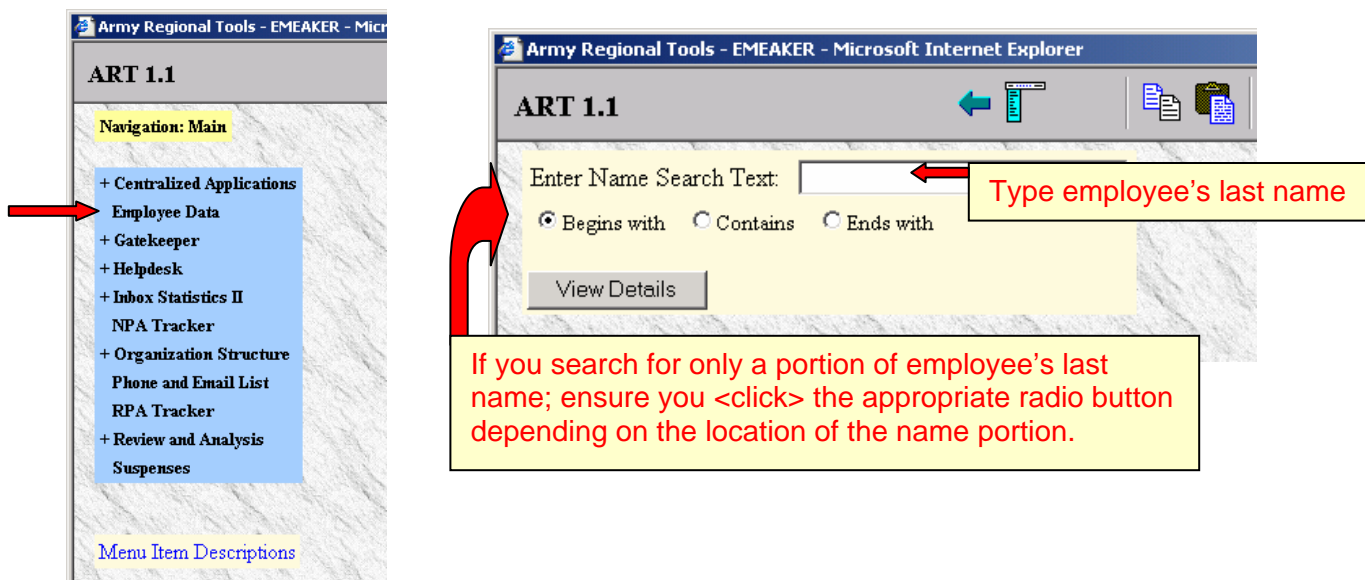 Army Regional Tools - EMEAKER - Micr
ART 1.1
Navigation: Main
+ Centralized Applications
Employee Data
+ Gatekeeper
+ Helpdesk
+ Inbox Statistics II
NPA Tracker
+ Organization Structure
Phone and Email List
RPA Tracker
+ Review and Analysis
Suspenses
Menu Item Descriptions
Army Regional Tools - EMEAKER - Microsoft Internet Explorer
ART 1.1
Enter Name Search Text:
Type employee's last name
Begins with Contains Ends with
View Details
If you search for only a portion of employee's last
name; ensure you <click> the appropriate radio button
depending on the location of the name portion.